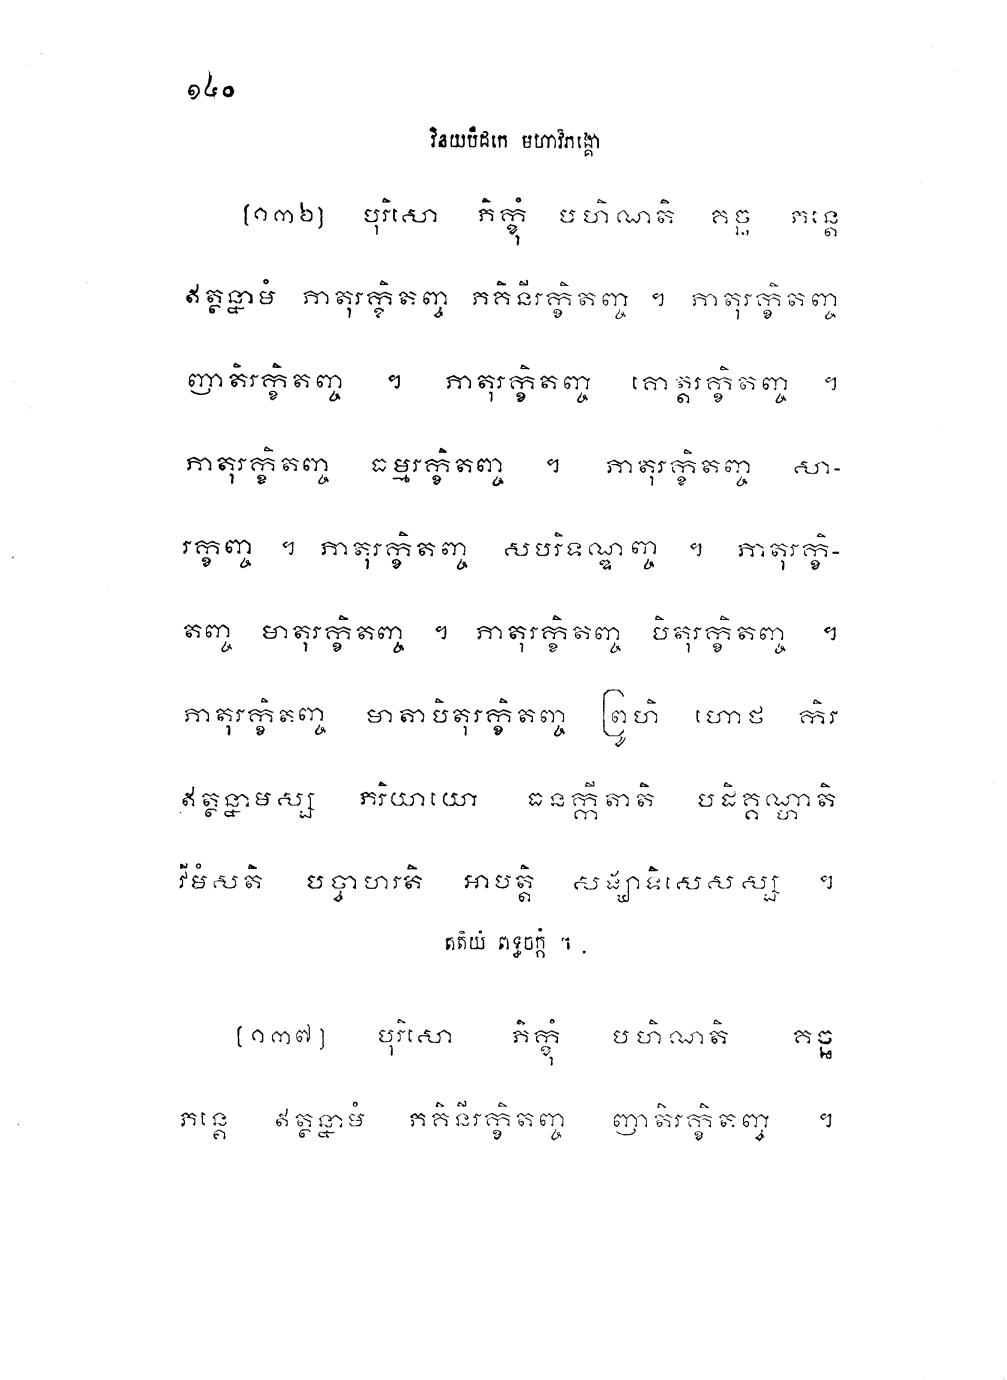 ១៤០
វិនយបិដកេ មហាវិភង្គោ
[១៣៦] បុរិសោ ភិក្ខុំ បហិណតិ គច្ឆ ភន្តេ
ឥត្ថន្នាមំ ភាតុរក្ខិតញ្ច ភគិនីរក្ខិតញ្ច ។ ភាតុរក្ខិតញ្ច
ញាតិរក្ខិតញ្ច ។ ភាតុរក្ខិតញ្ច គោត្តរក្ខិតញ្ច ។
ភាតុរក្ខិតញ្ច ធម្មរក្ខិតញ្ច ។ ភាតុរក្ខិតញ្ច សា-
រក្ខញ្ច ។ ភាតុរក្ខិតញ្ច សបរិទណ្ឌញ្ច ។ ភាតុរក្ខិ-
តញ្ច មាតុរក្ខិតញ្ច ។ ភាតុរក្ខិតញ្ច បិតុរក្ខិតញ្ច ។
ភាតុរក្ខិតញ្ច មាតាបិតុរក្ខិតញ្ច ព្រូហិ ហោថ កិរ
ឥត្ថន្នាមស្ស ភរិយាយោ ធនក្កីតាតិ បដិគ្គណ្ហាតិ
វីមំសតិ បច្ចាហរតិ អាបត្តិ សង្ឃាទិសេសស្ស ។
តតិយំ ពទ្ធចក្កំ ៕
[១៣៧] បុរិសោ ភិក្ខុំ បហិណតិ គច្ឆ
ភន្តេ ឥត្ថន្នាមំ ភគិនីរក្ខិតញ្ច ញាតិរក្ខិតញ្ច ។